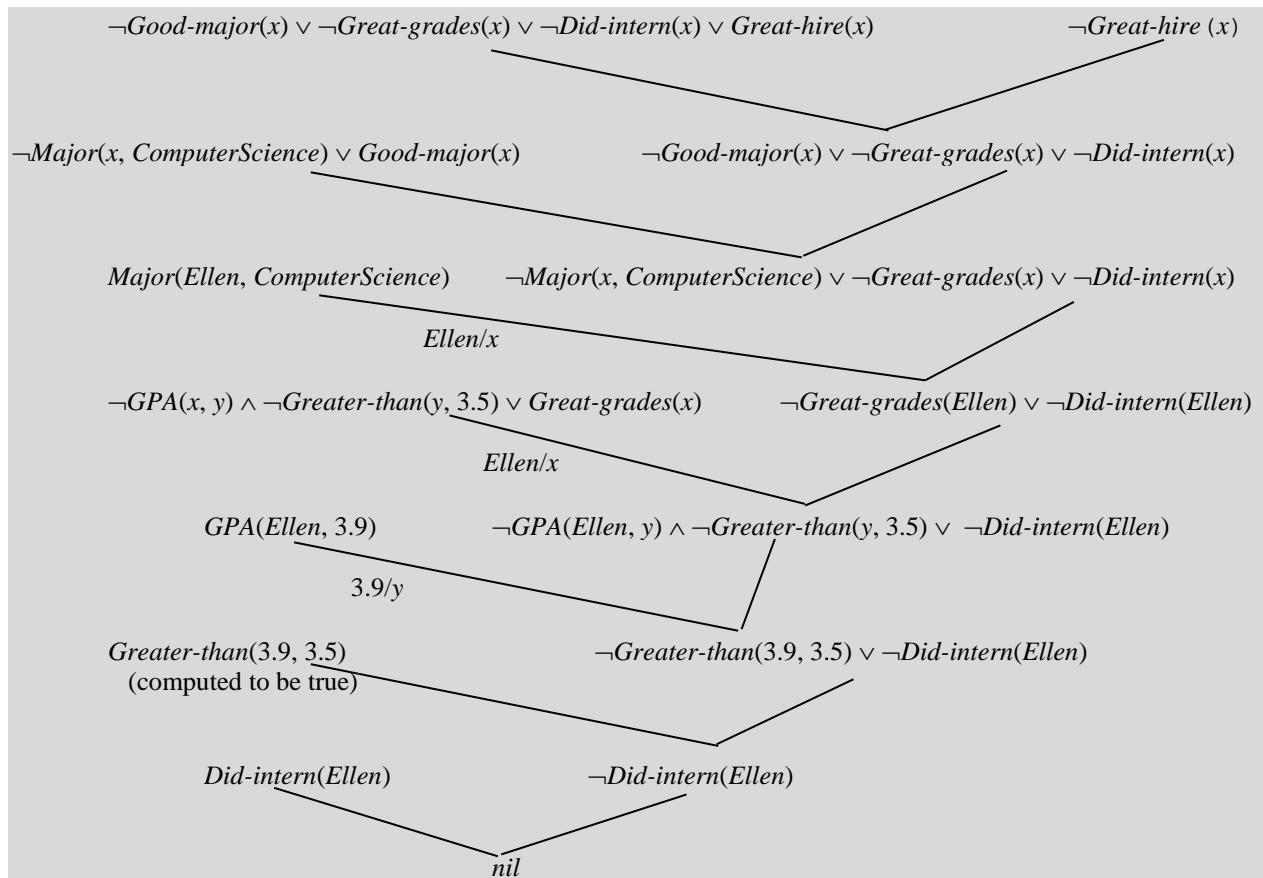 ¬Good-major(x) ∨ ¬Great-grades(x) ∨ ¬Did-intern(x) ∨ Great-hire(x) ¬Great-hire (x)
¬Major(x, ComputerScience) ∨ Good-major(x) ¬Good-major(x) ∨ ¬Great-grades(x) ∨ ¬Did-intern(x)
Major(Ellen, ComputerScience) ¬Major(x, ComputerScience) ∨ ¬Great-grades(x) ∨ ¬Did-intern(x)
Ellen/x
¬GPA(x, y) ∧ ¬Greater-than(y, 3.5) ∨ Great-grades(x) ¬Great-grades(Ellen) ∨ ¬Did-intern(Ellen)
Ellen/x
GPA(Ellen, 3.9) ¬GPA(Ellen, y) ∧ ¬Greater-than(y, 3.5) ∨ ¬Did-intern(Ellen)
3.9/y
Greater-than(3.9, 3.5) ¬Greater-than(3.9, 3.5) ∨ ¬Did-intern(Ellen)
(computed to be true)
Did-intern(Ellen) ¬Did-intern(Ellen)
nil